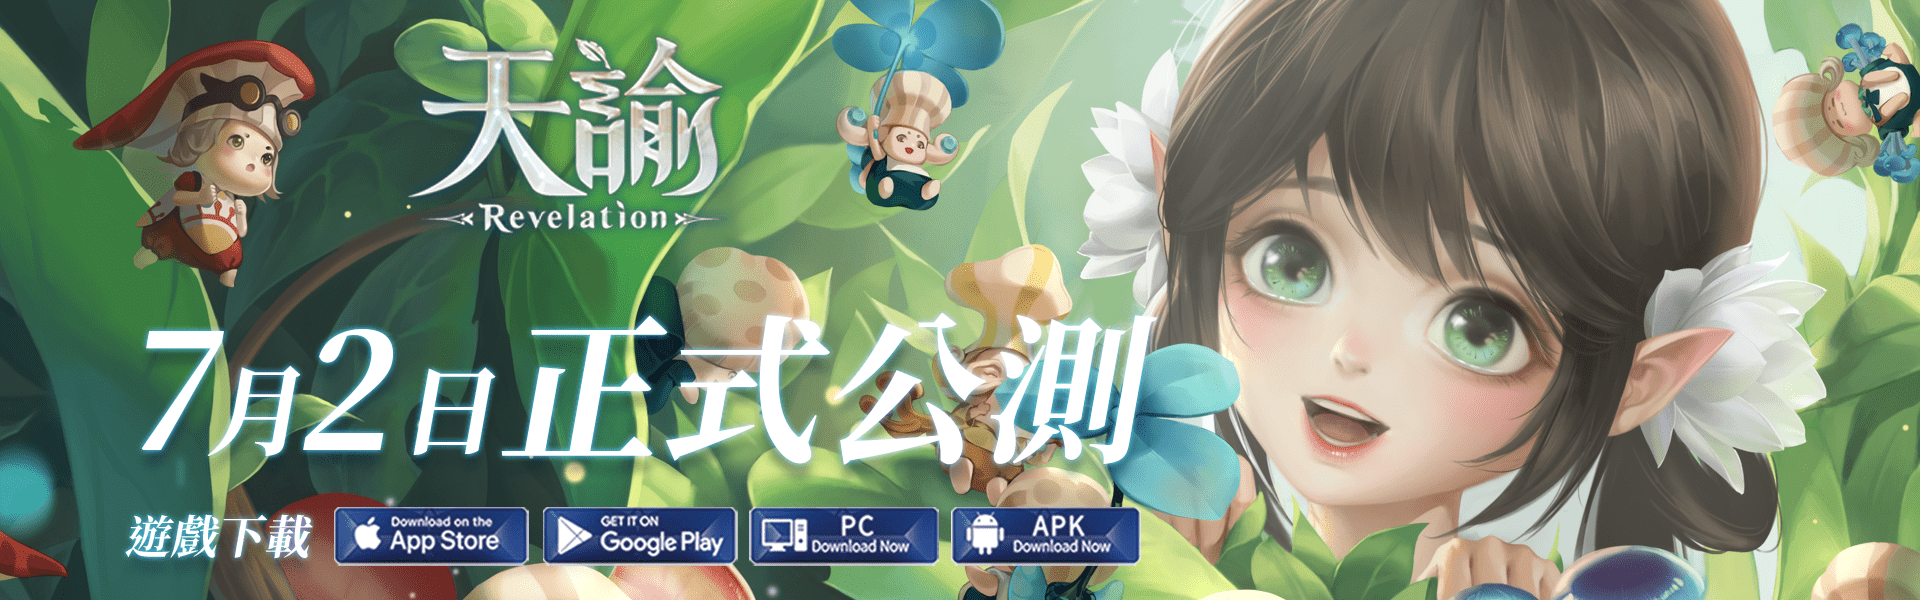 天諭
Revelation
7月2日正式公測
遊戲下載
Download on the
App Store
GET IT ON
Google Play
PC
Download Now
APK
Download Now